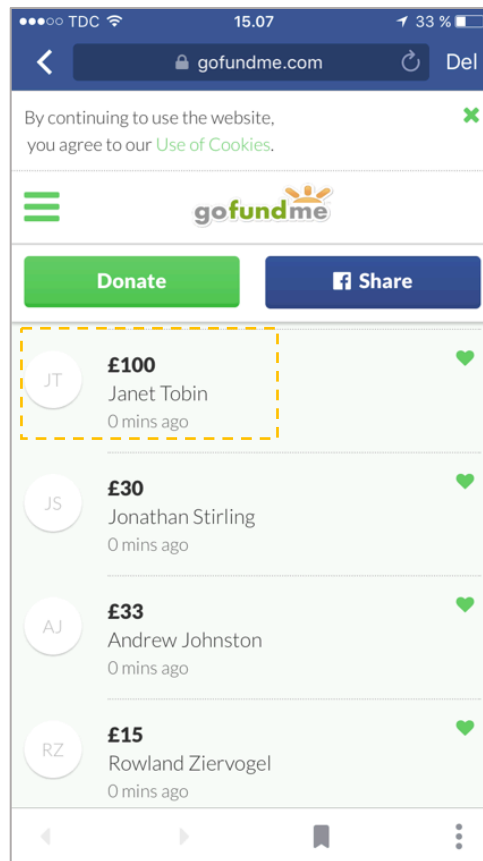 TDC 15.07 33 %
gofundme.com Del
By continuing to use the website,
you agree to our Use of Cookies.
gofundme
Donate Share
JT £100
Janet Tobin
0 mins ago
JS £30
Jonathan Stirling
0 mins ago
AJ £33
Andrew Johnston
0 mins ago
RZ £15
Rowland Ziervogel
0 mins ago